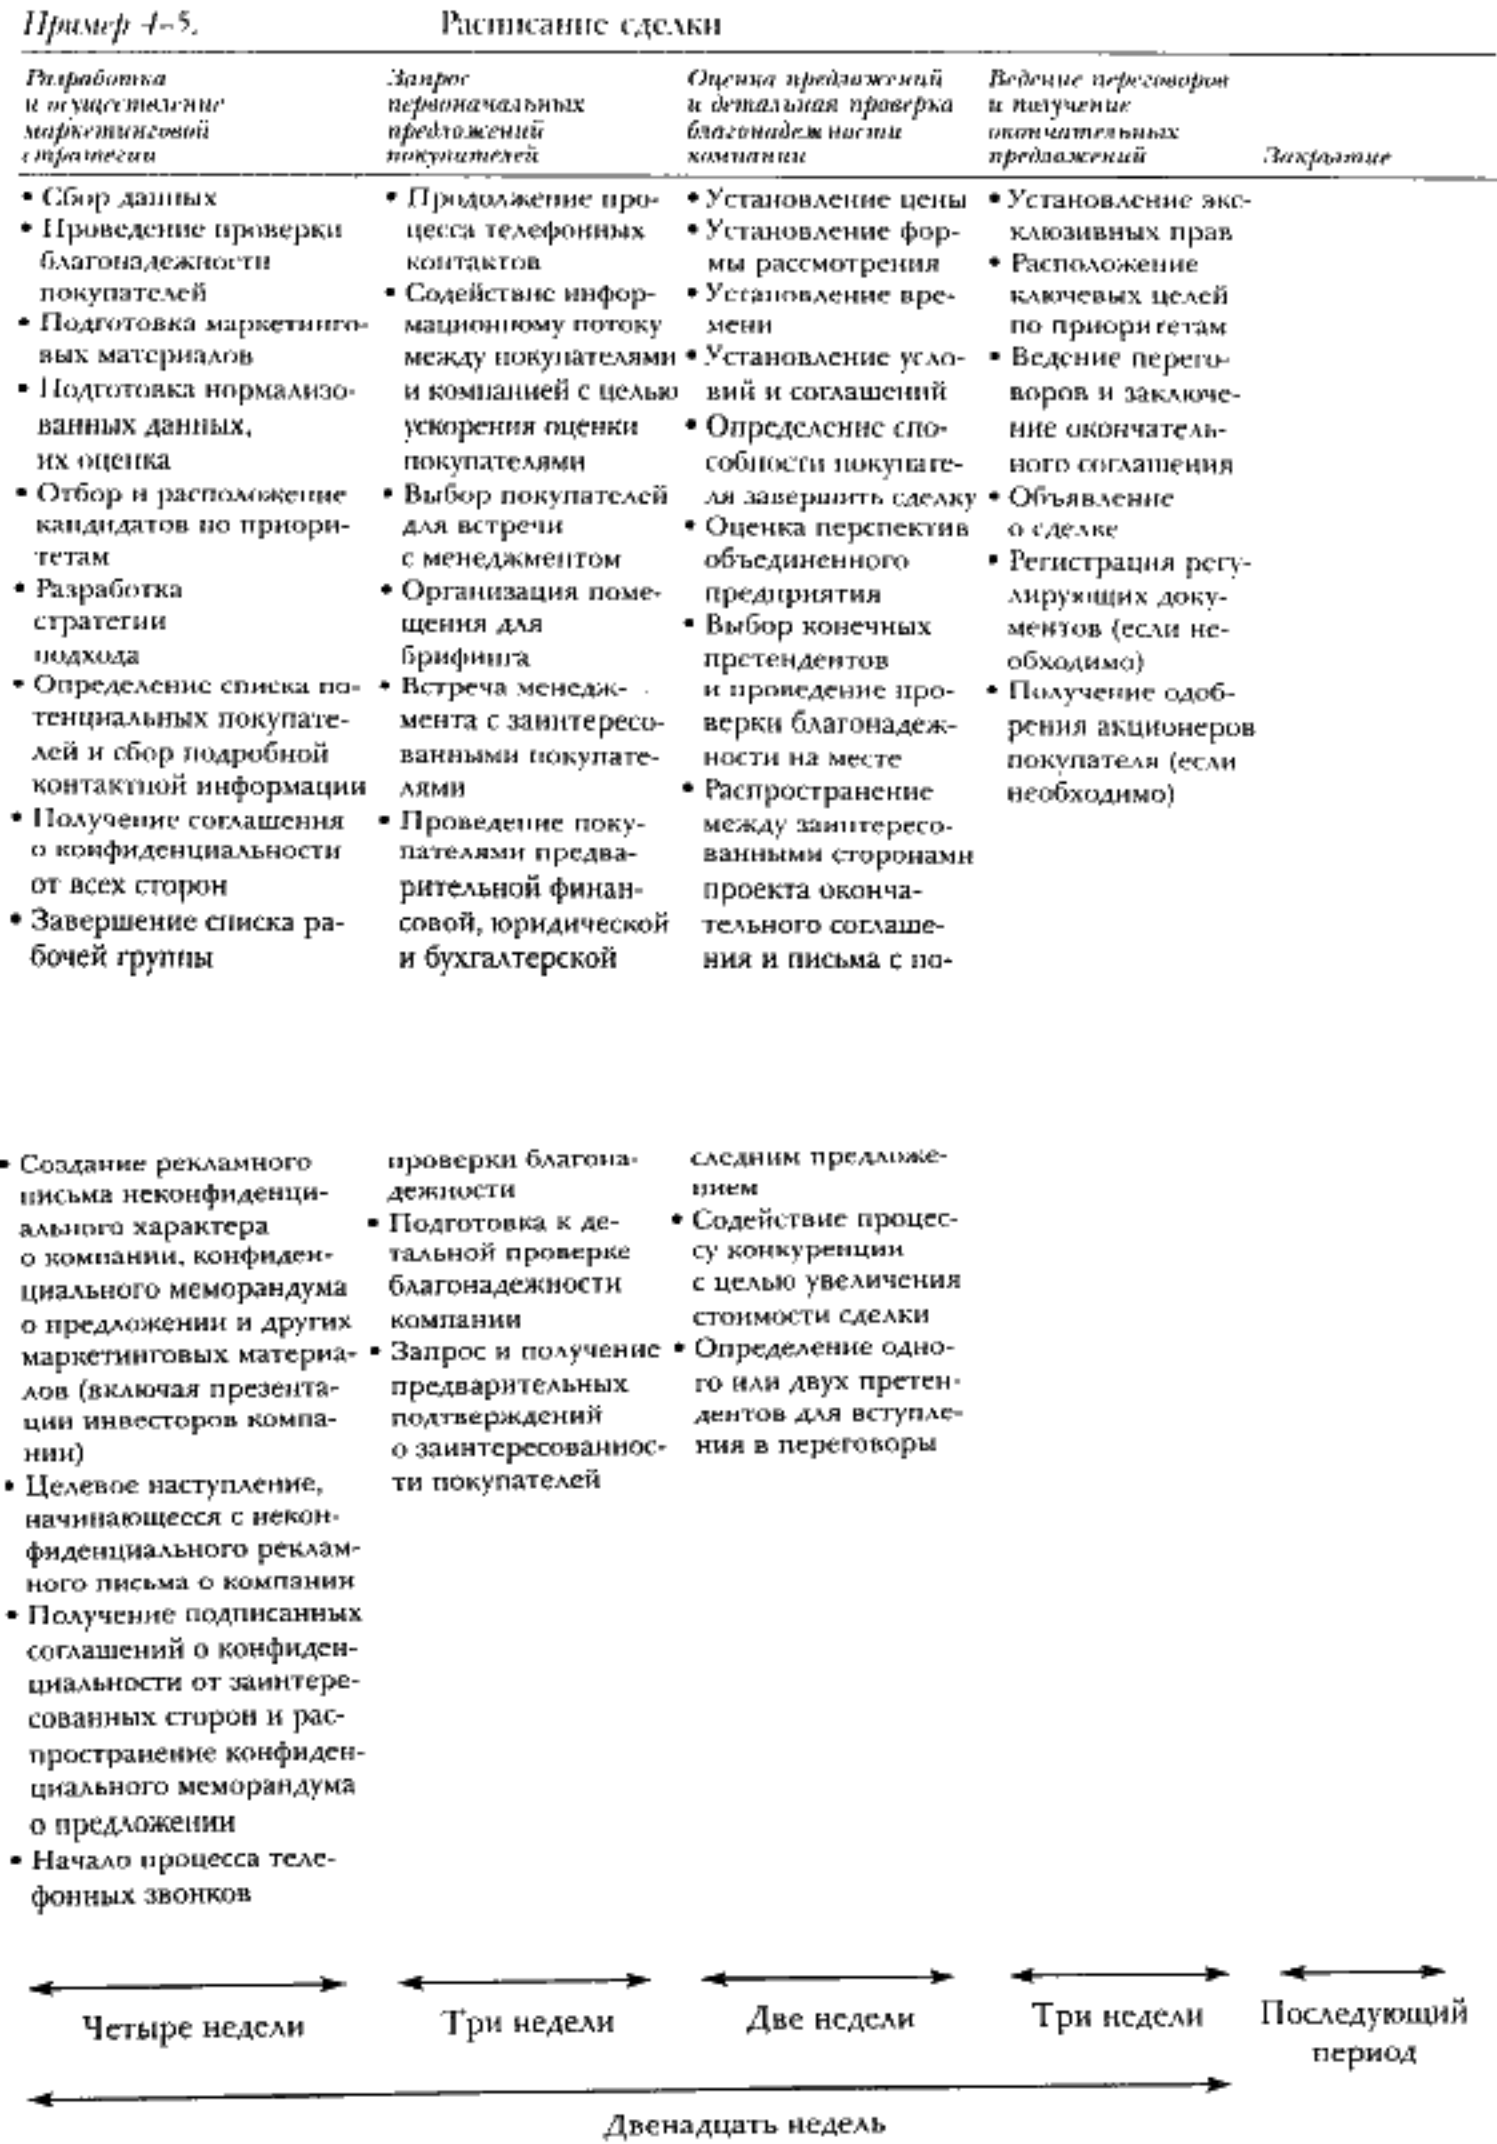 Пример 4-5.
Расписание сделки
Разработка
и осуществление
маркетинговой
стратегии
Запрос
первоначальных
предложений
покупателей
Оценка предложений
и детальная проверка
благонадежности
компании
Ведение переговоров
и получение
окончательных
предложений
Закрытие
• Сбор данных
• Проведение проверки
благонадежности
покупателей
• Подготовка маркетинго-
вых материалов
• Подготовка нормализо-
ванных данных,
их оценка
• Отбор и расположение
кандидатов по приори-
тетам
• Разработка
стратегии
подхода
• Определение списка по-
тенциальных покупате-
лей и сбор подробной
контактной информации
• Получение соглашения
о конфиденциальности
от всех сторон
• Завершение списка ра-
бочей группы
• Продолжение про-
цесса телефонных
контактов
• Содействие инфор-
мационному потоку
между покупателями
и компанией с целью
ускорения оценки
покупателями
• Выбор покупателей
для встречи
с менеджментом
• Организация поме-
щения для
брифинга
• Встреча менедж-
мента с заинтересо-
ванными покупате-
лями
• Проведение поку-
пателями предва-
рительной финан-
совой, юридической
и бухгалтерской
• Установление цены
• Установление фор-
мы рассмотрения
• Установление вре-
мени
• Установление усло-
вий и соглашений
• Определение спо-
собности покупате-
ля завершить сделку
• Оценка перспектив
объединенного
предприятия
• Выбор конечных
претендентов
и проведение про-
верки благонадеж-
ности на месте
• Распространение
между заинтересо-
ванными сторонами
проекта оконча-
тельного соглаше-
ния и письма с по-
• Установление экс-
клюзивных прав
• Расположение
ключевых целей
по приоритетам
• Ведение перего-
воров и заключе-
ние окончатель-
ного соглашения
• Объявление
о сделке
• Регистрация регу-
лирующих доку-
ментов (если не-
обходимо)
• Получение одоб-
рения акционеров
покупателя (если
необходимо)
• Создание рекламного
письма неконфиденци-
ального характера
о компании, конфиден-
циального меморандума
о предложении и других
маркетинговых материа-
лов (включая презента-
ции инвесторов компа-
нии)
• Целевое наступление,
начинающееся с некон-
фиденциального реклам-
ного письма о компании
• Получение подписанных
соглашений о конфиден-
циальности от заинтере-
сованных сторон и рас-
пространение конфиден-
циального меморандума
о предложении
• Начало процесса теле-
фонных звонков
проверки благона-
дежности
• Подготовка к де-
тальной проверке
благонадежности
компании
• Запрос и получение
предварительных
подтверждений
о заинтересованнос-
ти покупателей
следним предложе-
нием
• Содействие процес-
су конкуренции
с целью увеличения
стоимости сделки
• Определение одно-
го или двух претен-
дентов для вступле-
ния в переговоры
Четыре недели
Три недели
Две недели
Три недели
Последующий
период
Двенадцать недель